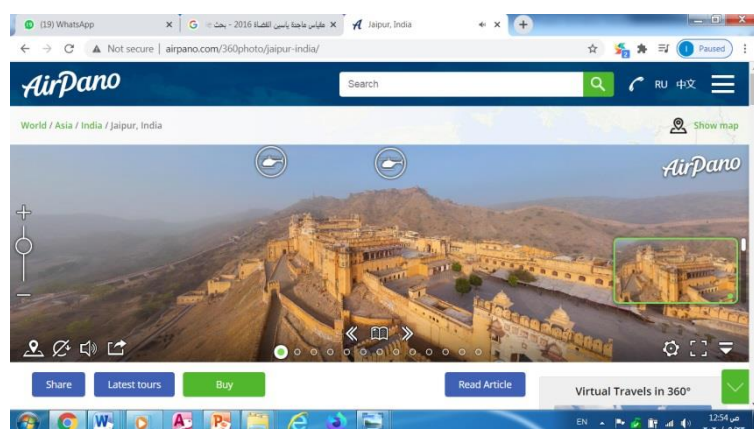 (19) WhatsApp
مقياس ماجدة ياسين القضاة 2016 - بحث
Jaipur, India
Not secure | airpano.com/360photo/jaipur-india/
Paused
AirPano
Search
RU 中文
World / Asia / India / Jaipur, India
Show map
AirPano
Share
Latest tours
Buy
Read Article
Virtual Travels in 360°
EN
12:54 ص